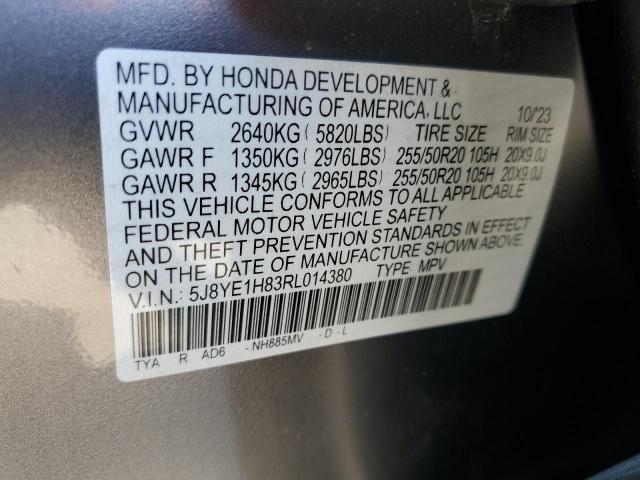 MFD. BY HONDA DEVELOPMENT &
MANUFACTURING OF AMERICA, LLC 10/'23
GVWR 2640KG ( 5820LBS) TIRE SIZE RIM SIZE
GAWR F 1350KG ( 2976LBS) 255/50R20 105H 20X9.0J
GAWR R 1345KG ( 2965LBS) 255/50R20 105H 20X9.0J
THIS VEHICLE CONFORMS TO ALL APPLICABLE
FEDERAL MOTOR VEHICLE SAFETY
AND THEFT PREVENTION STANDARDS IN EFFECT
ON THE DATE OF MANUFACTURE SHOWN ABOVE.
V.I.N.: 5J8YE1H83RL014380 TYPE MPV
TYA R AD6 -NH885MV -D-L